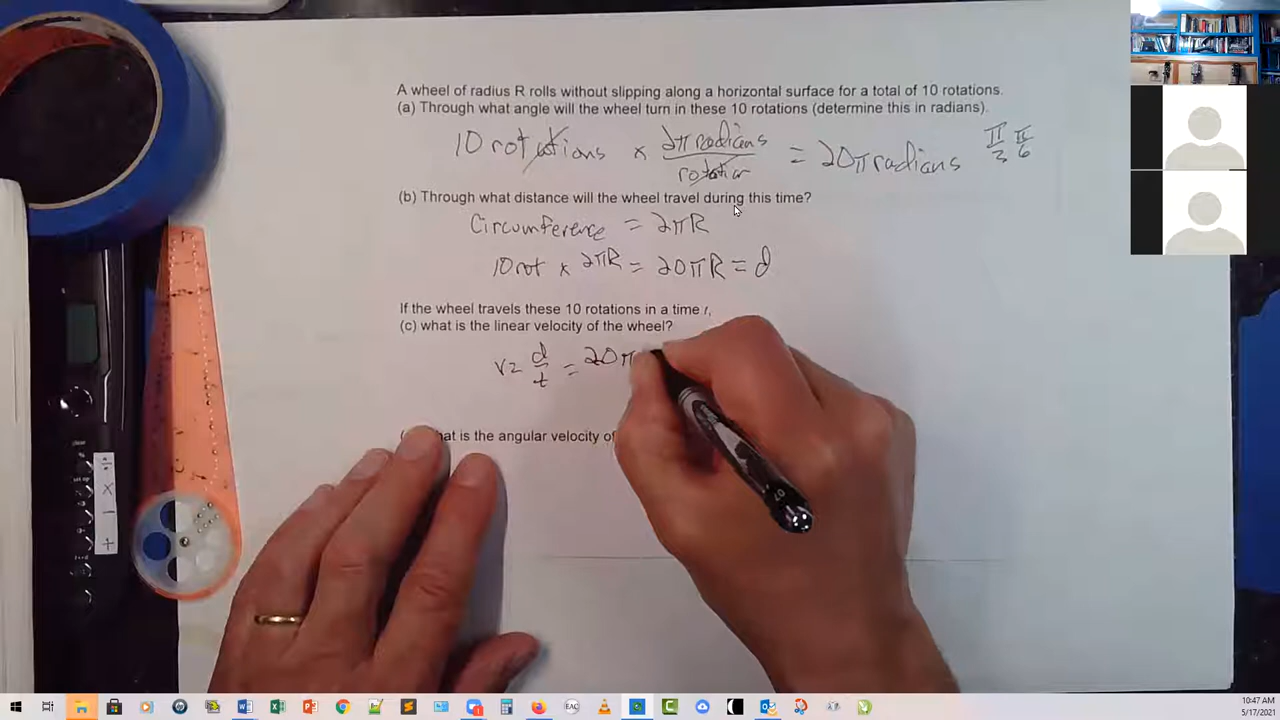 A wheel of radius R rolls without slipping along a horizontal surface for a total of 10 rotations.
(a) Through what angle will the wheel turn in these 10 rotations (determine this in radians).
10 rotations × 2π radians / rotation = 20π radians π/3 π/6
(b) Through what distance will the wheel travel during this time?
Circumference = 2πR
10 rot × 2πR = 20πR = d
If the wheel travels these 10 rotations in a time t,
(c) what is the linear velocity of the wheel?
v = d/t = 20π
is the angular velocity of
10:47 AM
5/17/2021